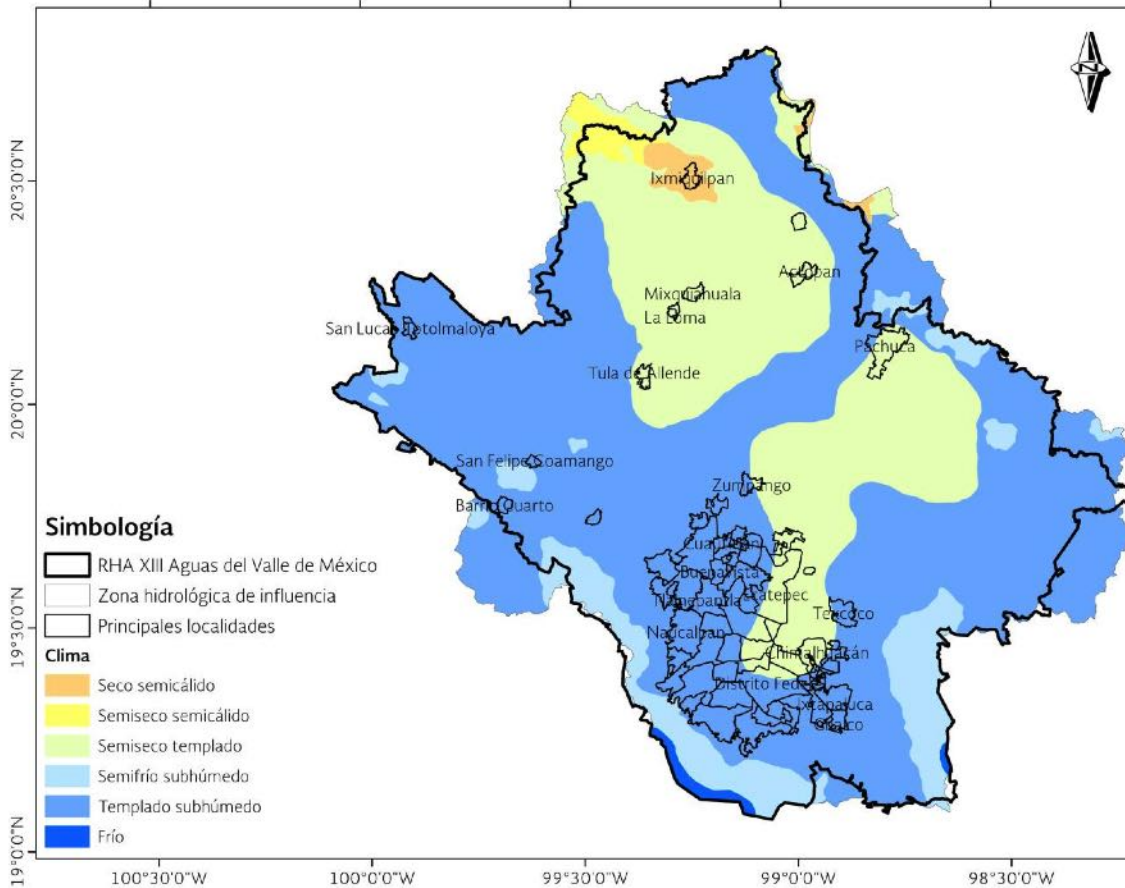 N
20°30'0"N
20°0'0"N
19°30'0"N
19°0'0"N
Ixmiquilpan
Actopan
Mixquiahuala
La Loma
San Lucas Totolmaloya
Pachuca
Tula de Allende
San Felipe Coamango
Zumpango
Barrio Cuarto
Cuautitlán
Buenavista
Ecatepec
Tlalnepantla
Texcoco
Naucalpan
Chimalhuacán
Distrito Federal
Ixtapaluca
Chalco
Simbología
RHA XIII Aguas del Valle de México
Zona hidrológica de influencia
Principales localidades
Clima
Seco semicálido
Semiseco semicálido
Semiseco templado
Semifrío subhúmedo
Templado subhúmedo
Frío
100°30'0"W
100°0'0"W
99°30'0"W
99°0'0"W
98°30'0"W